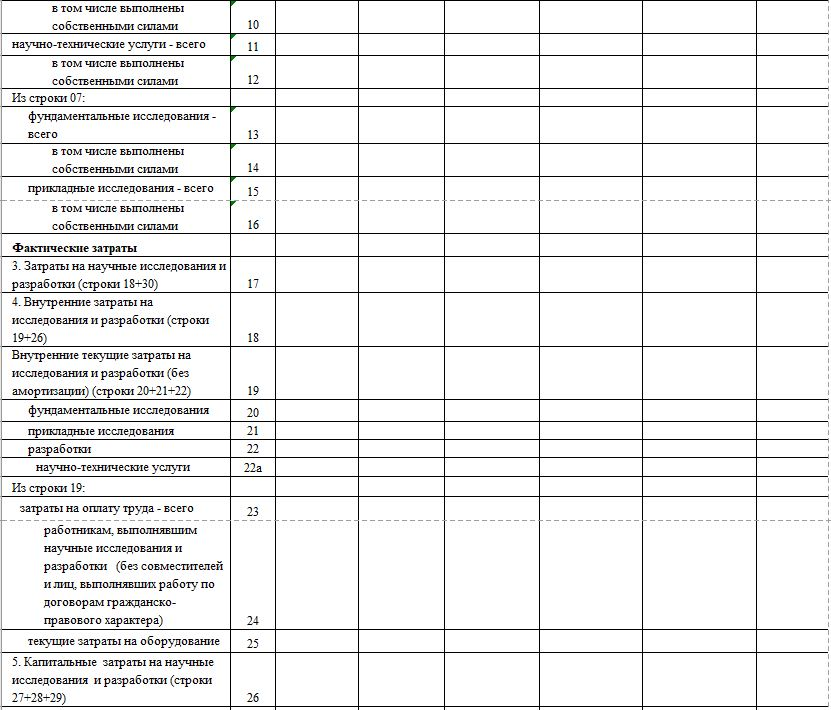 в том числе выполнены
собственными силами 10
научно-технические услуги - всего 11
в том числе выполнены
собственными силами 12
Из строки 07:
фундаментальные исследования -
всего 13
в том числе выполнены
собственными силами 14
прикладные исследования - всего 15
в том числе выполнены
собственными силами 16
Фактические затраты
3. Затраты на научные исследования и
разработки (строки 18+30) 17
4. Внутренние затраты на
исследования и разработки (строки
19+26) 18
Внутренние текущие затраты на
исследования и разработки (без
амортизации) (строки 20+21+22) 19
фундаментальные исследования 20
прикладные исследования 21
разработки 22
научно-технические услуги 22а
Из строки 19:
затраты на оплату труда - всего 23
работникам, выполнявшим
научные исследования и
разработки (без совместителей
и лиц, выполнявших работу по
договорам гражданско-
правового характера) 24
текущие затраты на оборудование 25
5. Капитальные затраты на научные
исследования и разработки (строки
27+28+29) 26